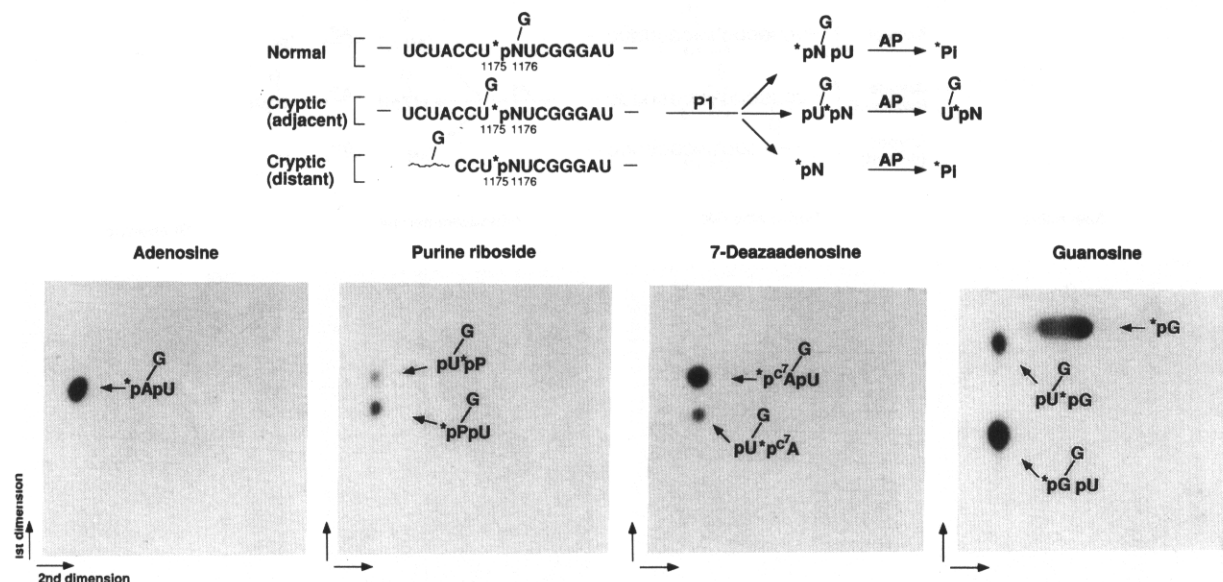 G
Normal
— UCUACCU*pNUCGGGAU —
1175 1176
G
*pN pU AP *Pi
Cryptic
(adjacent)
G
— UCUACCU*pNUCGGGAU —
1175 1176
P1
G
pU*pN AP
G
U*pN
Cryptic
(distant)
G
CCU*pNUCGGGAU —
1175 1176
*pN AP *Pi
Adenosine
Purine riboside
7-Deazaadenosine
Guanosine
G
*pApU
G
pU*pP
G
*pPpU
G
*pc7ApU
G
pU*pc7A
*pG
G
pU*pG
G
*pG pU
1st dimension
2nd dimension